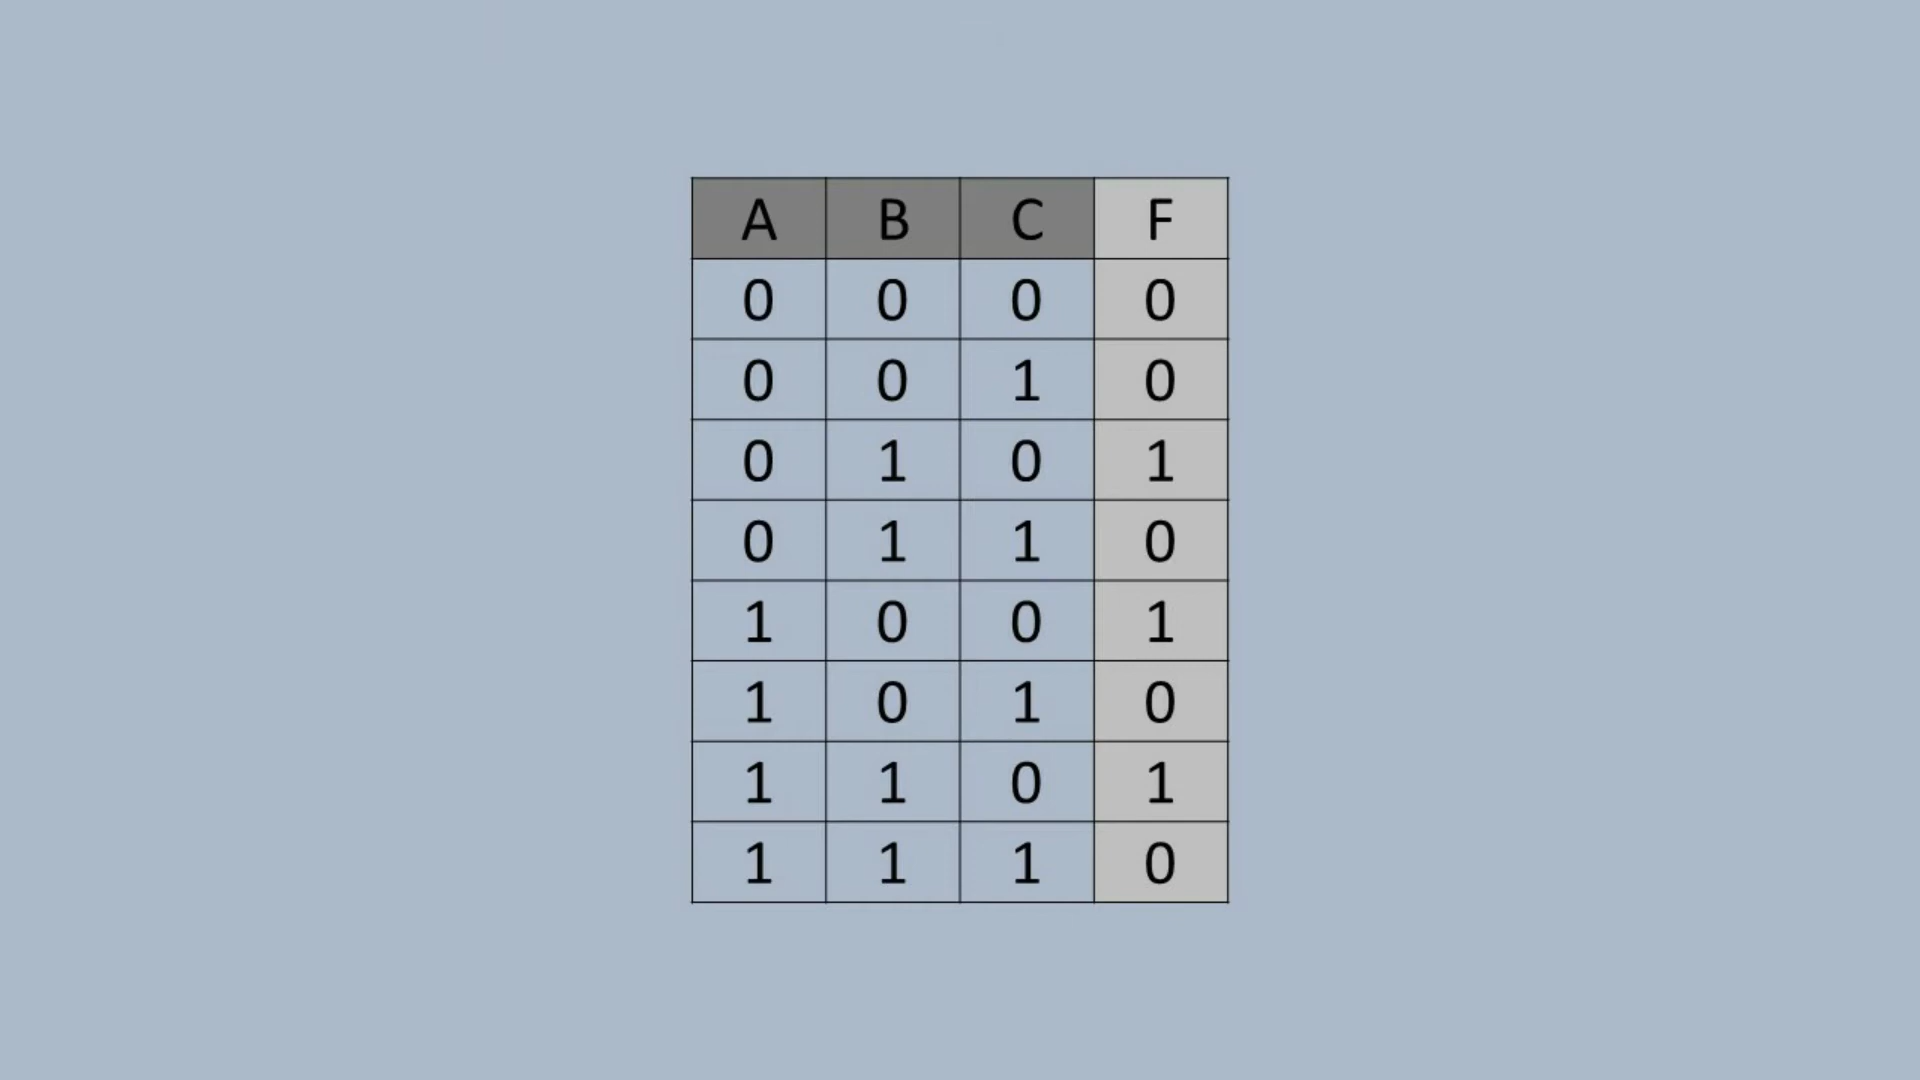 A B C F
0 0 0 0
0 0 1 0
0 1 0 1
0 1 1 0
1 0 0 1
1 0 1 0
1 1 0 1
1 1 1 0